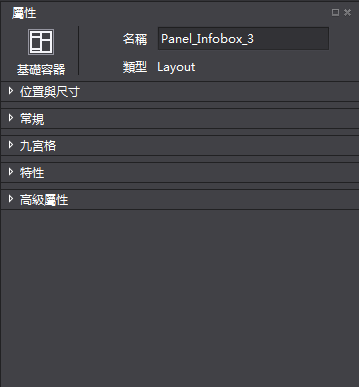 屬性
名稱 Panel_Infobox_3
基礎容器
類型 Layout
位置與尺寸
常規
九宮格
特性
高級屬性